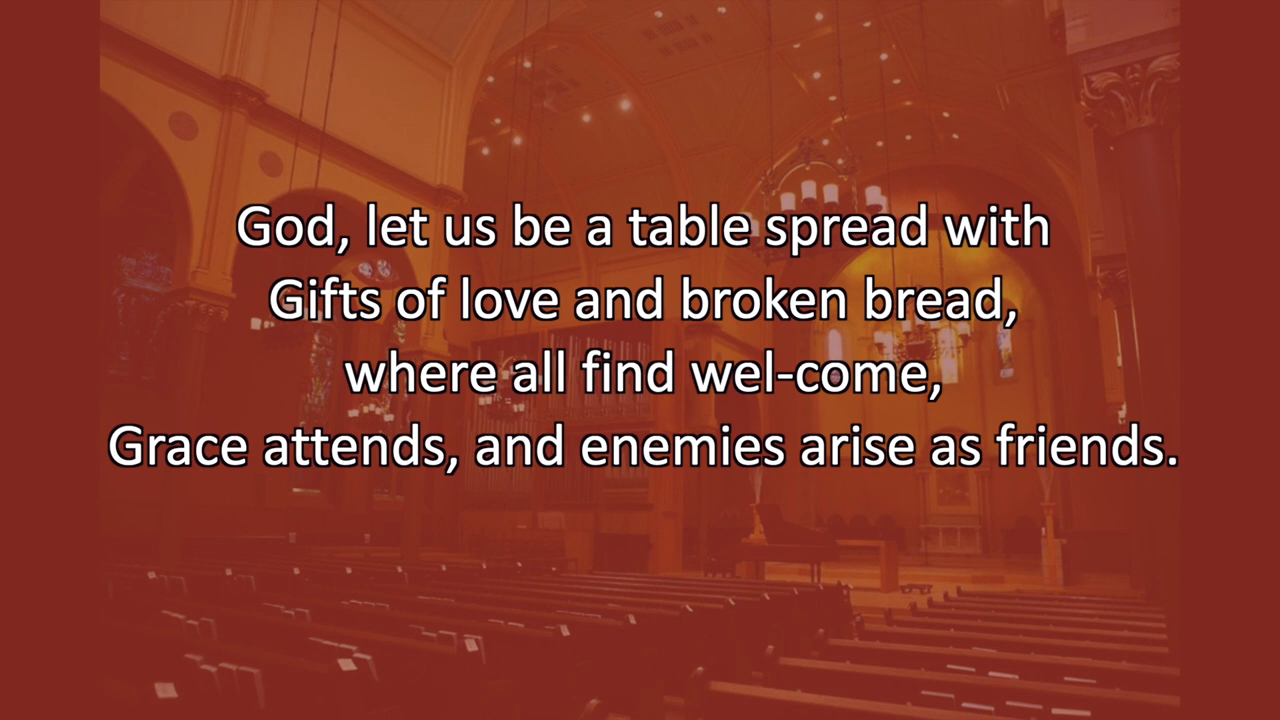 God, let us be a table spread with
Gifts of love and broken bread,
where all find wel-come,
Grace attends, and enemies arise as friends.